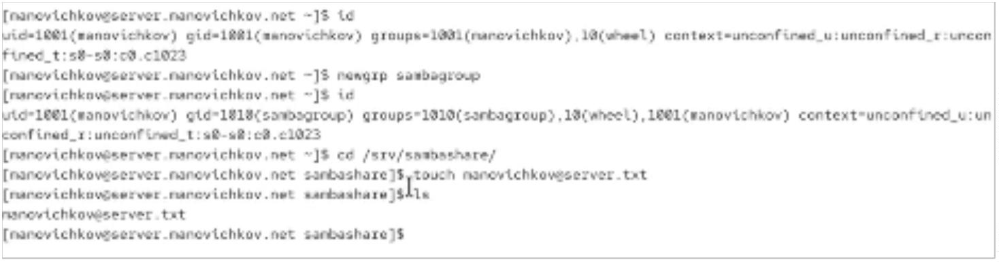 [manovichkov@server.manovichkov.net ~]$ id
uid=1001(manovichkov) gid=1001(manovichkov) groups=1001(manovichkov),10(wheel) context=unconfined_u:unconfined_r:uncon
fined_t:s0-s0:c0.c1023
[manovichkov@server.manovichkov.net ~]$ newgrp sambagroup
[manovichkov@server.manovichkov.net ~]$ id
uid=1001(manovichkov) gid=1010(sambagroup) groups=1010(sambagroup),10(wheel),1001(manovichkov) context=unconfined_u:un
confined_r:unconfined_t:s0-s0:c0.c1023
[manovichkov@server.manovichkov.net ~]$ cd /srv/sambashare/
[manovichkov@server.manovichkov.net sambashare]$ touch manovichkov@server.txt
[manovichkov@server.manovichkov.net sambashare]$ ls
manovichkov@server.txt
[manovichkov@server.manovichkov.net sambashare]$